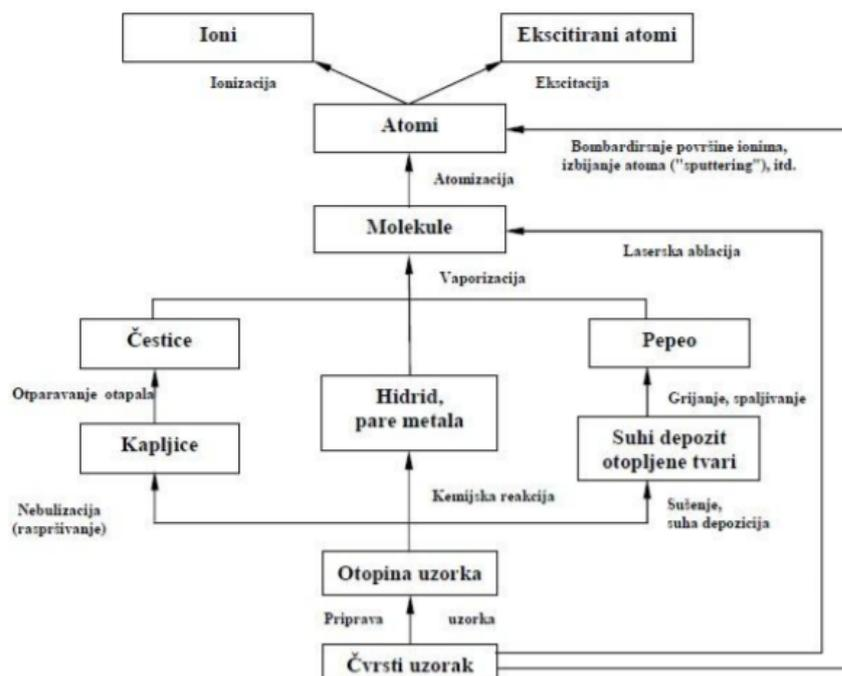 Ioni
Ekscitirani atomi
Ionizacija
Ekscitacija
Atomi
Bombardirsnje površine ionima,
izbijanje atoma ("sputtering"), itd.
Atomizacija
Molekule
Laserska ablacija
Vaporizacija
Čestice
Pepeo
Otparavanje otapala
Hidrid,
pare metala
Grijanje, spaljivanje
Kapljice
Suhi depozit
otopljene tvari
Nebulizacija
(raspršivanje)
Kemijska reakcija
Sušenje,
suha depozicija
Otopina uzorka
Priprava uzorka
Čvrsti uzorak